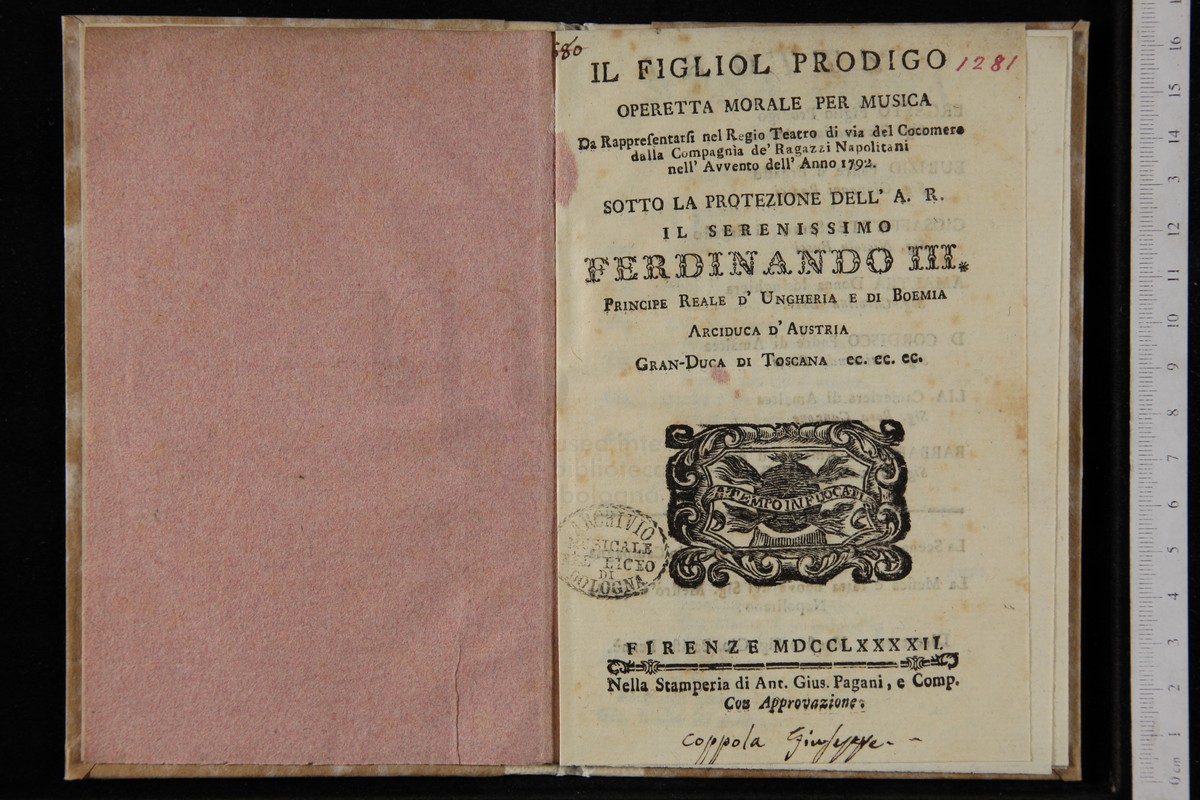 680
1281
IL FIGLIOL PRODIGO
OPERETTA MORALE PER MUSICA
Da Rappresentarsi nel Regio Teatro di via del Cocomero
dalla Compagnia de' Ragazzi Napolitani
nell' Avvento dell' Anno 1792.
SOTTO LA PROTEZIONE DELL' A. R.
IL SERENISSIMO
FERDINANDO III.
PRINCIPE REALE D' UNGHERIA E DI BOEMIA
ARCIDUCA D' AUSTRIA
GRAN-DUCA DI TOSCANA ec. ec. ec.
A TEMPO INFUOCATI
ARCHIVIO
MUSICALE
DEL LICEO
DI
BOLOGNA
FIRENZE MDCCLXXXXII.
Nella Stamperia di Ant. Gius. Pagani, e Comp.
Con Approvazione.
Coppola Giuseppe